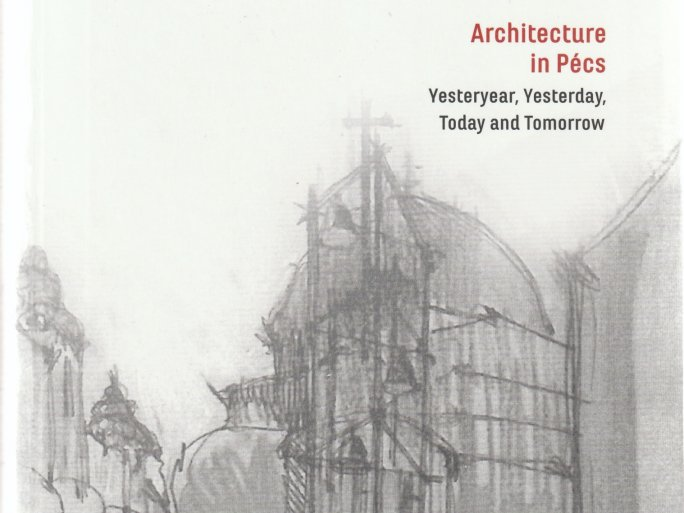 Architecture
in Pécs
Yesteryear, Yesterday,
Today and Tomorrow